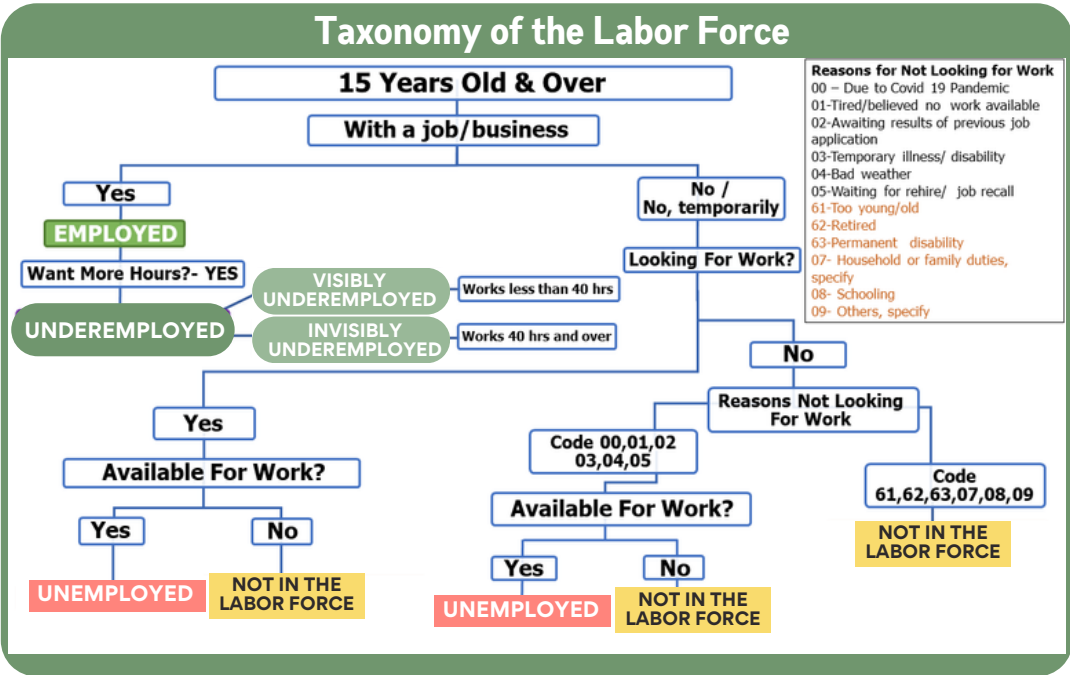 Taxonomy of the Labor Force
15 Years Old & Over
With a job/business
Yes
EMPLOYED
Want More Hours?- YES
UNDEREMPLOYED
VISIBLY
UNDEREMPLOYED
Works less than 40 hrs
INVISIBLY
UNDEREMPLOYED
Works 40 hrs and over
No /
No, temporarily
Looking For Work?
Reasons for Not Looking for Work
00 – Due to Covid 19 Pandemic
01-Tired/believed no work available
02-Awaiting results of previous job
application
03-Temporary illness/ disability
04-Bad weather
05-Waiting for rehire/ job recall
61-Too young/old
62-Retired
63-Permanent disability
07- Household or family duties,
specify
08- Schooling
09- Others, specify
Yes
Available For Work?
Yes
UNEMPLOYED
No
NOT IN THE
LABOR FORCE
No
Reasons Not Looking
For Work
Code 00,01,02
03,04,05
Available For Work?
Yes
UNEMPLOYED
No
NOT IN THE
LABOR FORCE
Code
61,62,63,07,08,09
NOT IN THE
LABOR FORCE